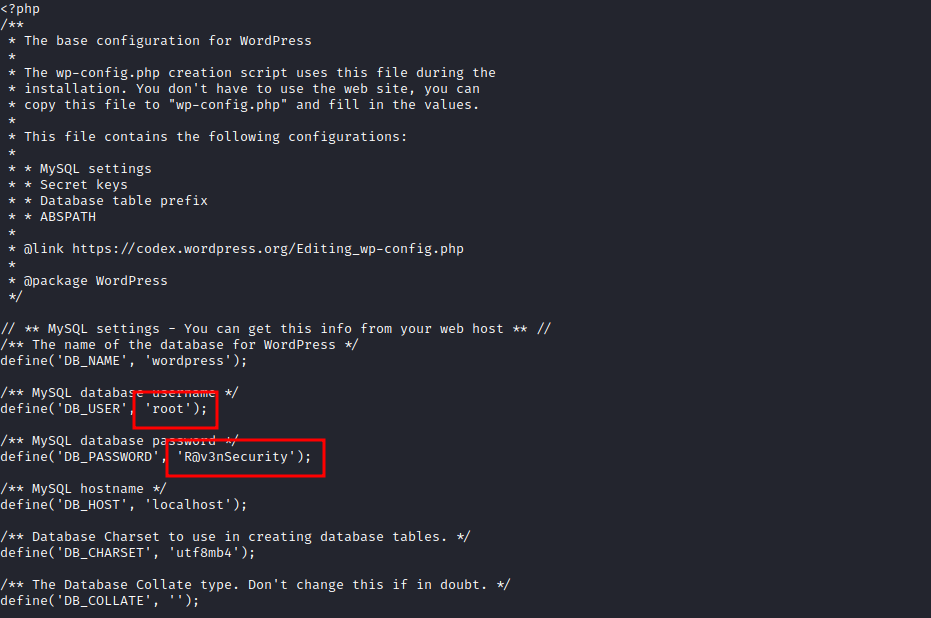 <?php
/**
 * The base configuration for WordPress
 *
 * The wp-config.php creation script uses this file during the
 * installation. You don't have to use the web site, you can
 * copy this file to "wp-config.php" and fill in the values.
 *
 * This file contains the following configurations:
 *
 * * MySQL settings
 * * Secret keys
 * * Database table prefix
 * * ABSPATH
 *
 * @link https://codex.wordpress.org/Editing_wp-config.php
 *
 * @package WordPress
 */

// ** MySQL settings - You can get this info from your web host ** //
/** The name of the database for WordPress */
define('DB_NAME', 'wordpress');

/** MySQL database username */
define('DB_USER', 'root');

/** MySQL database password */
define('DB_PASSWORD', 'R@v3nSecurity');

/** MySQL hostname */
define('DB_HOST', 'localhost');

/** Database Charset to use in creating database tables. */
define('DB_CHARSET', 'utf8mb4');

/** The Database Collate type. Don't change this if in doubt. */
define('DB_COLLATE', '');